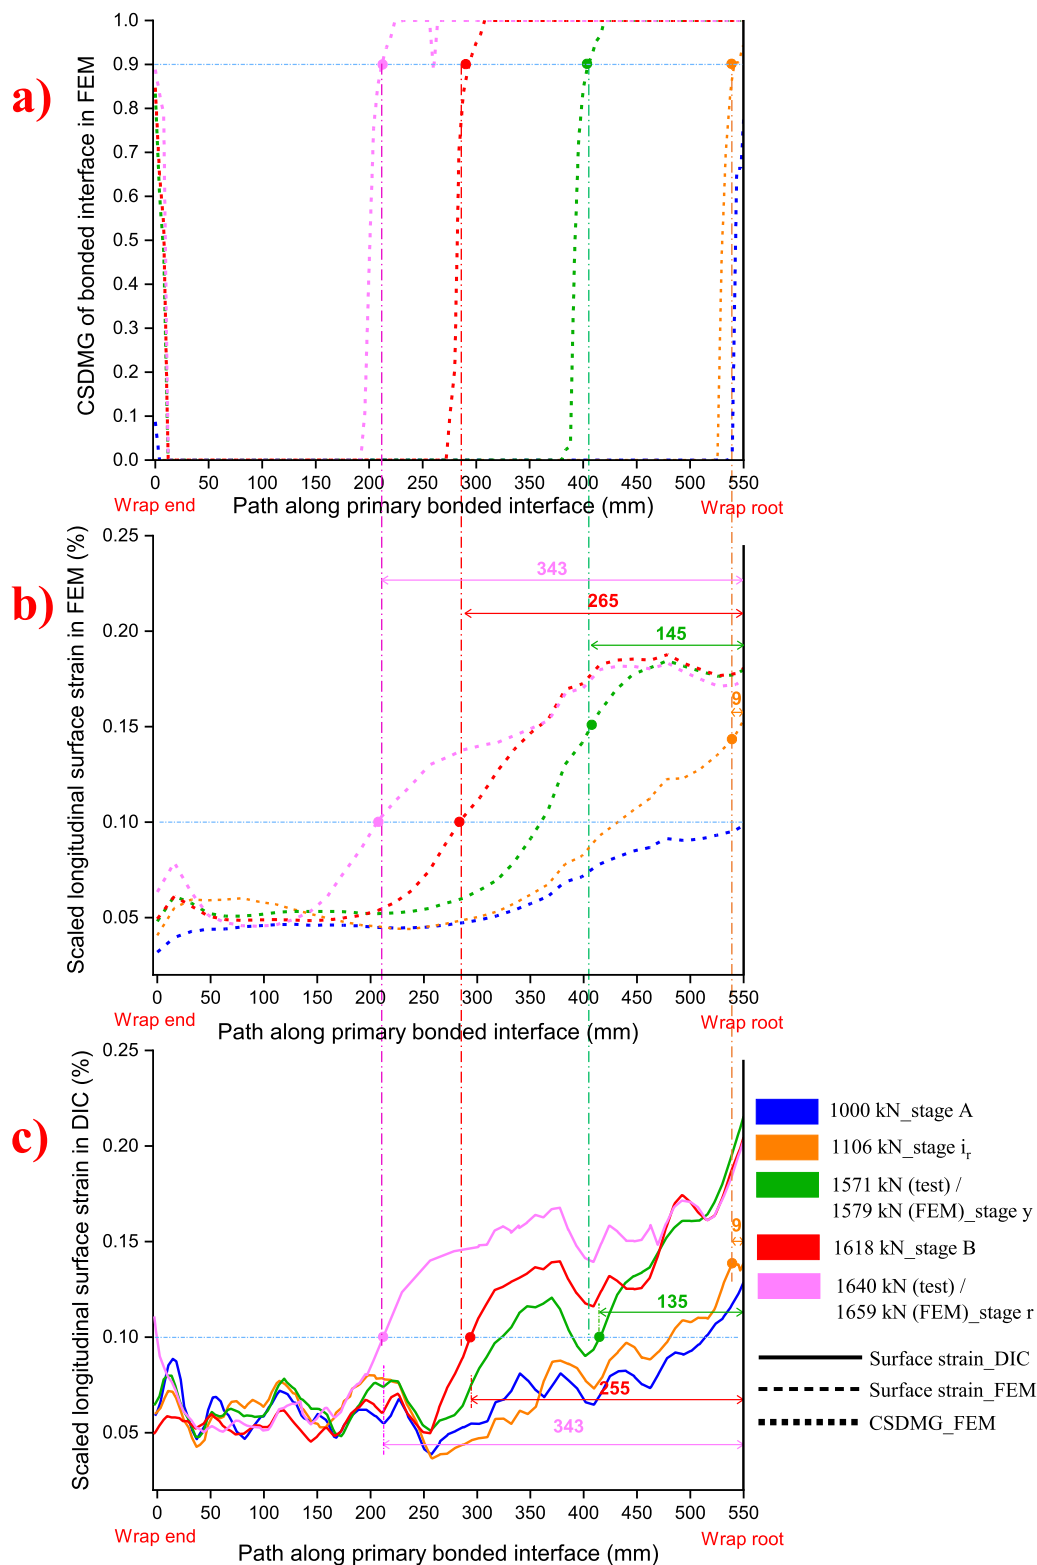 a)
CSDMG of bonded interface in FEM
1.0
0.9
0.8
0.7
0.6
0.5
0.4
0.3
0.2
0.1
0.0
0 50 100 150 200 250 300 350 400 450 500 550
Wrap end
Path along primary bonded interface (mm)
Wrap root
b)
Scaled longitudinal surface strain in FEM (%)
0.25
0.20
0.15
0.10
0.05
343
265
145
9
0 50 100 150 200 250 300 350 400 450 500 550
Wrap end
Path along primary bonded interface (mm)
Wrap root
c)
Scaled longitudinal surface strain in DIC (%)
0.25
0.20
0.15
0.10
0.05
9
135
255
343
0 50 100 150 200 250 300 350 400 450 500 550
Wrap end
Path along primary bonded interface (mm)
Wrap root
1000 kN_stage A
1106 kN_stage iᵣ
1571 kN (test) /
1579 kN (FEM)_stage y
1618 kN_stage B
1640 kN (test) /
1659 kN (FEM)_stage r
Surface strain_DIC
Surface strain_FEM
CSDMG_FEM